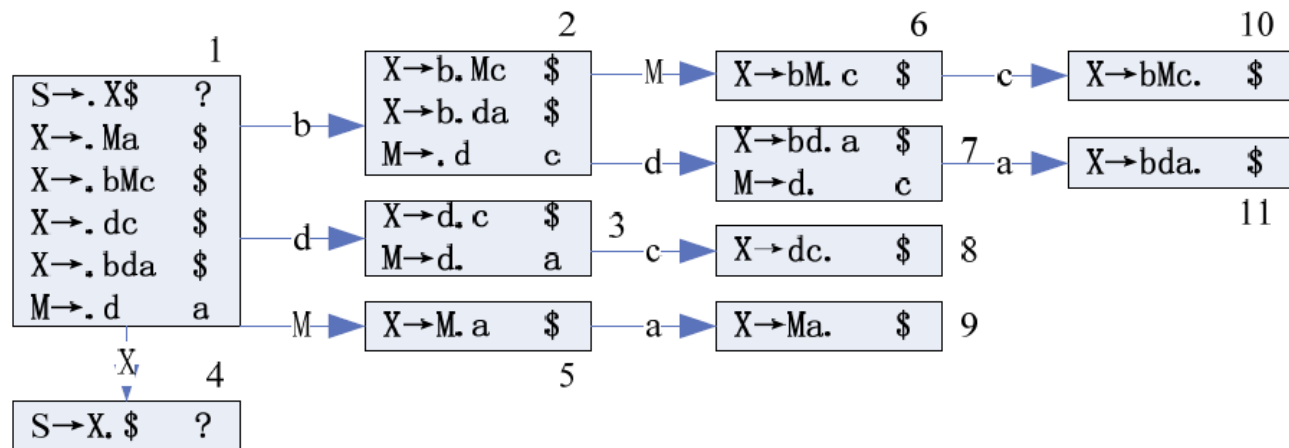 1
S→.X$ ?
X→.Ma $
X→.bMc $
X→.dc $
X→.bda $
M→.d a
b
d
M
X
2
X→b.Mc $
X→b.da $
M→.d c
M
d
3
X→d.c $
M→d. a
c
5
X→M.a $
a
4
S→X.$ ?
6
X→bM.c $
c
7
X→bd.a $
M→d. c
a
8
X→dc. $
9
X→Ma. $
10
X→bMc. $
11
X→bda. $